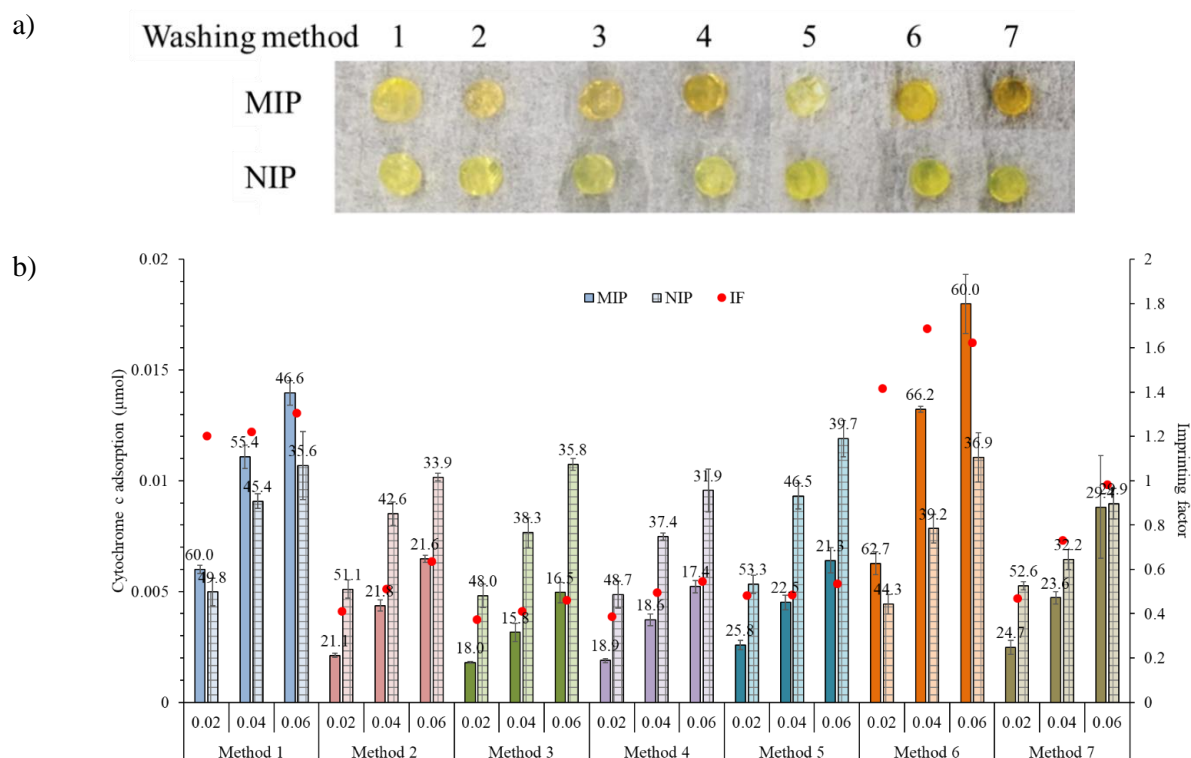 a)
Washing method 1 2 3 4 5 6 7
MIP
NIP
b)
Cytochrome c adsorption (µmol)
0.02
0.015
0.01
0.005
0
MIP NIP IF
60.0 49.8 55.4 45.4 46.6 35.6
21.1 51.1 21.8 42.6 21.6 33.9
18.0 48.0 15.8 38.3 16.5 35.8
18.9 48.7 18.6 37.4 17.4 31.9
25.8 53.3 22.5 46.5 21.3 39.7
62.7 44.3 66.2 39.2 60.0 36.9
24.7 52.6 23.6 32.2 29.4 29.9
2
1.8
1.6
1.4
1.2
1
0.8
0.6
0.4
0.2
0
Imprinting factor
0.02 0.04 0.06 0.02 0.04 0.06 0.02 0.04 0.06 0.02 0.04 0.06 0.02 0.04 0.06 0.02 0.04 0.06 0.02 0.04 0.06
Method 1 Method 2 Method 3 Method 4 Method 5 Method 6 Method 7